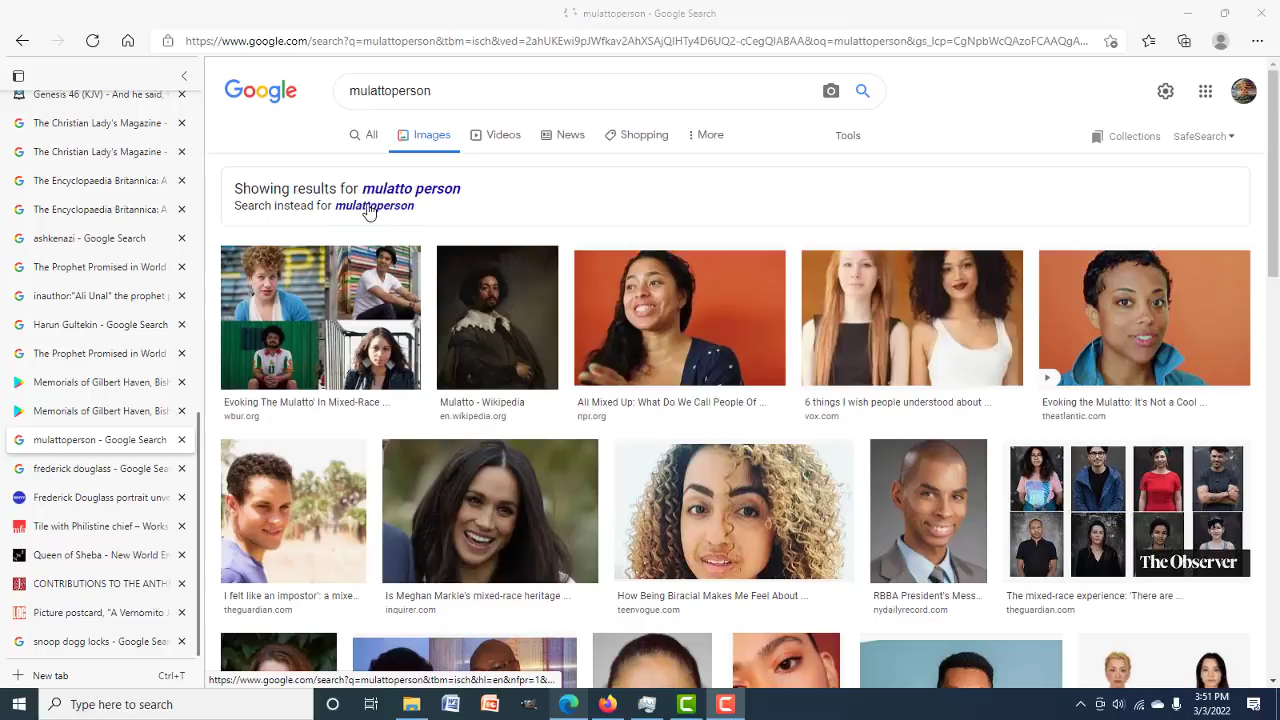 mulattoperson - Google Search
https://www.google.com/search?q=mulattoperson&tbm=isch&ved=2ahUKEwi9pJWfkav2AhXSAjQIHTy4D6UQ2-cCegQIABAA&oq=mulattoperson&gs_lcp=CgNpbWcQAzoFCAAQgA...
Genesis 46 (KJV) - And he said
The Christian Lady's Magazine -
The Christian Lady's Magazine -
The Encyclopaedia Britannica: A
The Encyclopaedia Britannica: A
ashkenazi - Google Search
The Prophet Promised in World
inauthor:"Ali Unal" the prophet
Harun Gultekin - Google Search
The Prophet Promised in World
Memorials of Gilbert Haven, Bish
Memorials of Gilbert Haven, Bish
mulattoperson - Google Search
frederick douglass - Google Sea
Frederick Douglass portrait unve
Tile with Philistine chief – Works
Queen of Sheba - New World En
CONTRIBUTIONS TO THE ANTH
Picture postcard, "A Vernomito
snoop dogg locks - Google Sear
New tab
Ctrl+T
Google
mulattoperson
All
Images
Videos
News
Shopping
More
Tools
Collections
SafeSearch
Showing results for mulatto person
Search instead for mulattoperson
Evoking The Mulatto' In Mixed-Race ...
wbur.org
Mulatto - Wikipedia
en.wikipedia.org
All Mixed Up: What Do We Call People Of ...
npr.org
6 things I wish people understood about ...
vox.com
Evoking the Mulatto: It's Not a Cool ...
theatlantic.com
The Observer
I felt like an impostor': a mixe...
theguardian.com
Is Meghan Markle's mixed-race heritage ...
inquirer.com
How Being Biracial Makes Me Feel About ...
teenvogue.com
RBBA President's Mess...
nydailyrecord.com
The mixed-race experience: 'There are ...
theguardian.com
https://www.google.com/search?q=mulattoperson&tbm=isch&hl=en&nfpr=1&...
Type here to search
3:51 PM
3/3/2022